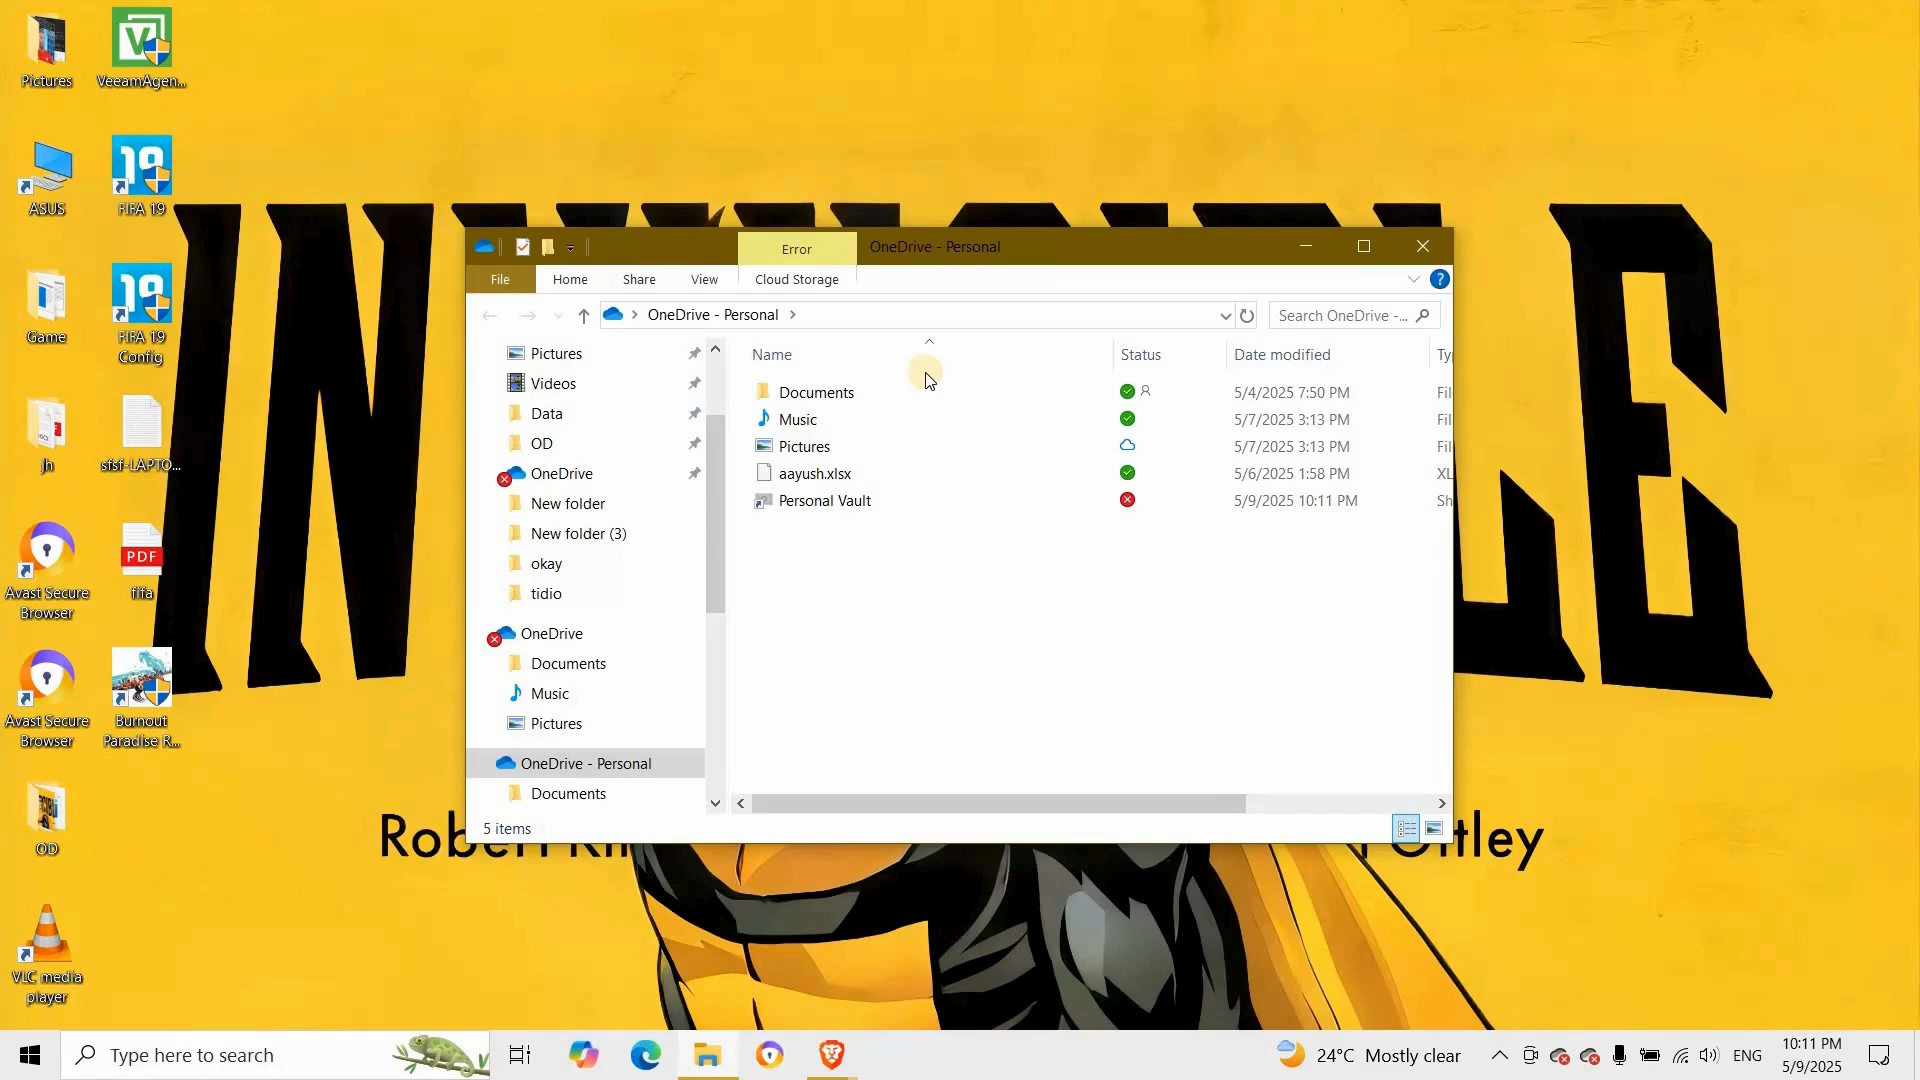 Pictures
VeeamAgen...
ASUS
FIFA 19
Game
FIFA 19
Config
Jh
sfsf-LAPTO...
Avast Secure
Browser
PDF
fIfa
Avast Secure
Browser
Burnout
Paradise R...
OD
VLC media
player
Error
OneDrive - Personal
File
Home
Share
View
Cloud Storage
OneDrive - Personal
Search OneDrive -...
Pictures
Videos
Data
OD
OneDrive
New folder
New folder (3)
okay
tidio
OneDrive
Documents
Music
Pictures
OneDrive - Personal
Documents
Name
Status
Date modified
Documents
5/4/2025 7:50 PM
Music
5/7/2025 3:13 PM
Pictures
5/7/2025 3:13 PM
aayush.xlsx
5/6/2025 1:58 PM
XL
Personal Vault
5/9/2025 10:11 PM
Sh
5 items
Type here to search
24°C Mostly clear
ENG
10:11 PM
5/9/2025